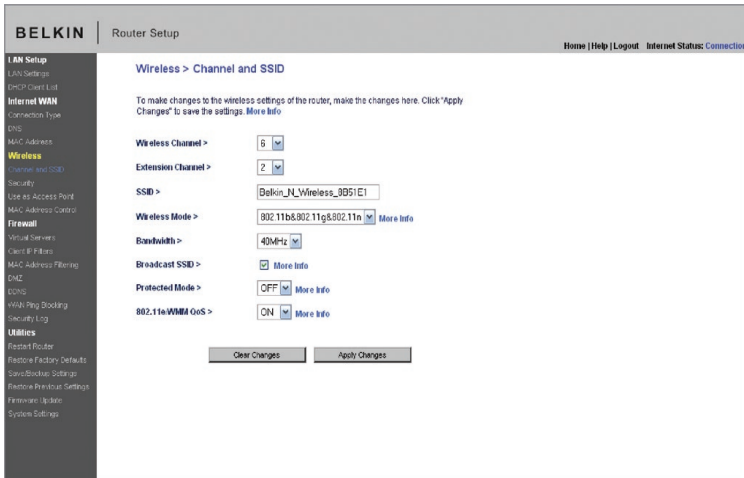 BELKIN
Router Setup
Home | Help | Logout Internet Status: Connection
LAN Setup
LAN Settings
DHCP Client List
Internet WAN
Connection Type
DNS
MAC Address
Wireless
Channel and SSID
Security
Use as Access Point
MAC Address Control
Firewall
Virtual Servers
Client IP Filters
MAC Address Filtering
DMZ
DDNS
WAN Ping Blocking
Security Log
Utilities
Restart Router
Restore Factory Defaults
Save/Backup Settings
Restore Previous Settings
Firmware Update
System Settings
Wireless > Channel and SSID
To make changes to the wireless settings of the router, make the changes here. Click "Apply
Changes" to save the settings. More Info
Wireless Channel > 6
Extension Channel > 2
SSID > Belkin_N_Wireless_8B51E1
Wireless Mode > 802.11b&802.11g&802.11n More Info
Bandwidth > 40MHz
Broadcast SSID > More Info
Protected Mode > OFF More Info
802.11e/WMM QoS > ON More Info
Clear Changes Apply Changes